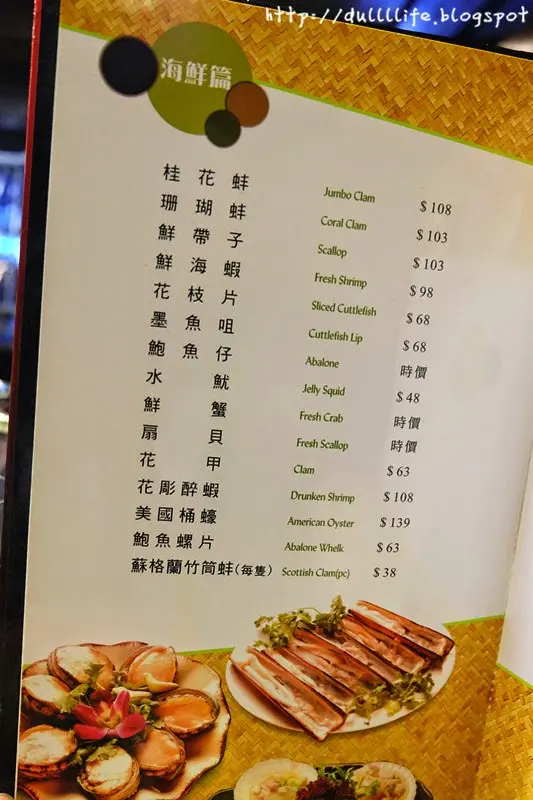 http://dullllife.blogspot
海鮮篇
桂花蚌 Jumbo Clam $108
珊瑚蚌 Coral Clam $103
鮮帶子 Scallop $103
鮮海蝦 Fresh Shrimp $98
花枝片 Sliced Cuttlefish $68
墨魚咀 Cuttlefish Lip $68
鮑魚仔 Abalone 時價
水魷 Jelly Squid $48
鮮蟹 Fresh Crab 時價
扇貝 Fresh Scallop 時價
花甲 Clam $63
花彫醉蝦 Drunken Shrimp $108
美國桶蠔 American Oyster $139
鮑魚螺片 Abalone Whelk $63
蘇格蘭竹筒蚌(每隻) Scottish Clam(pc) $38